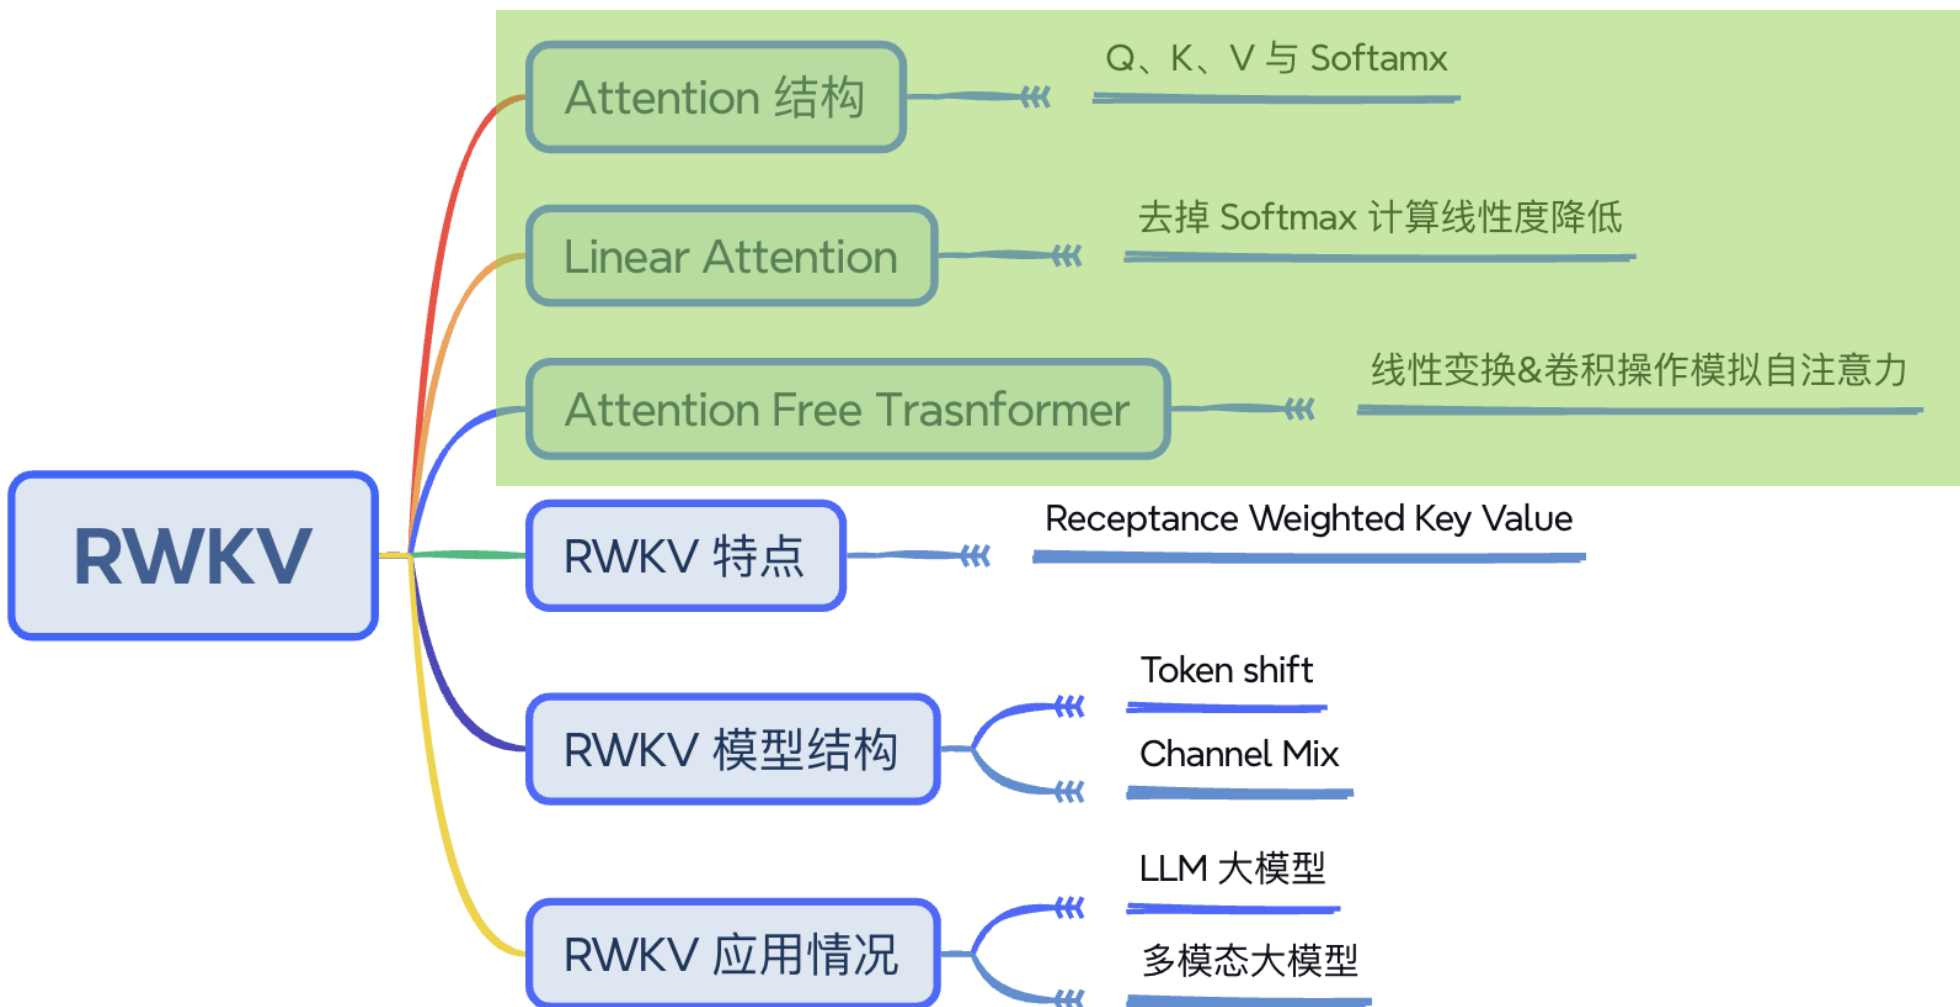 RWKV
Attention 结构
Q、K、V 与 Softamx
Linear Attention
去掉 Softmax 计算线性度降低
Attention Free Trasnformer
线性变换&卷积操作模拟自注意力
RWKV 特点
Receptance Weighted Key Value
RWKV 模型结构
Token shift
Channel Mix
RWKV 应用情况
LLM 大模型
多模态大模型